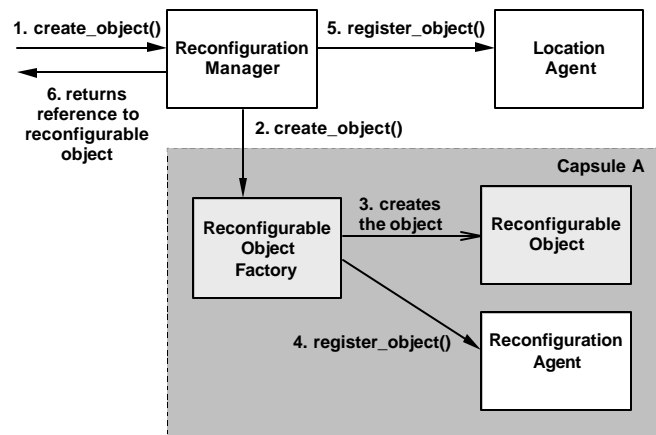 1. create_object()
Reconfiguration
Manager
5. register_object()
Location
Agent
6. returns
reference to
reconfigurable
object
2. create_object()
Capsule A
Reconfigurable
Object
Factory
3. creates
the object
Reconfigurable
Object
4. register_object()
Reconfiguration
Agent